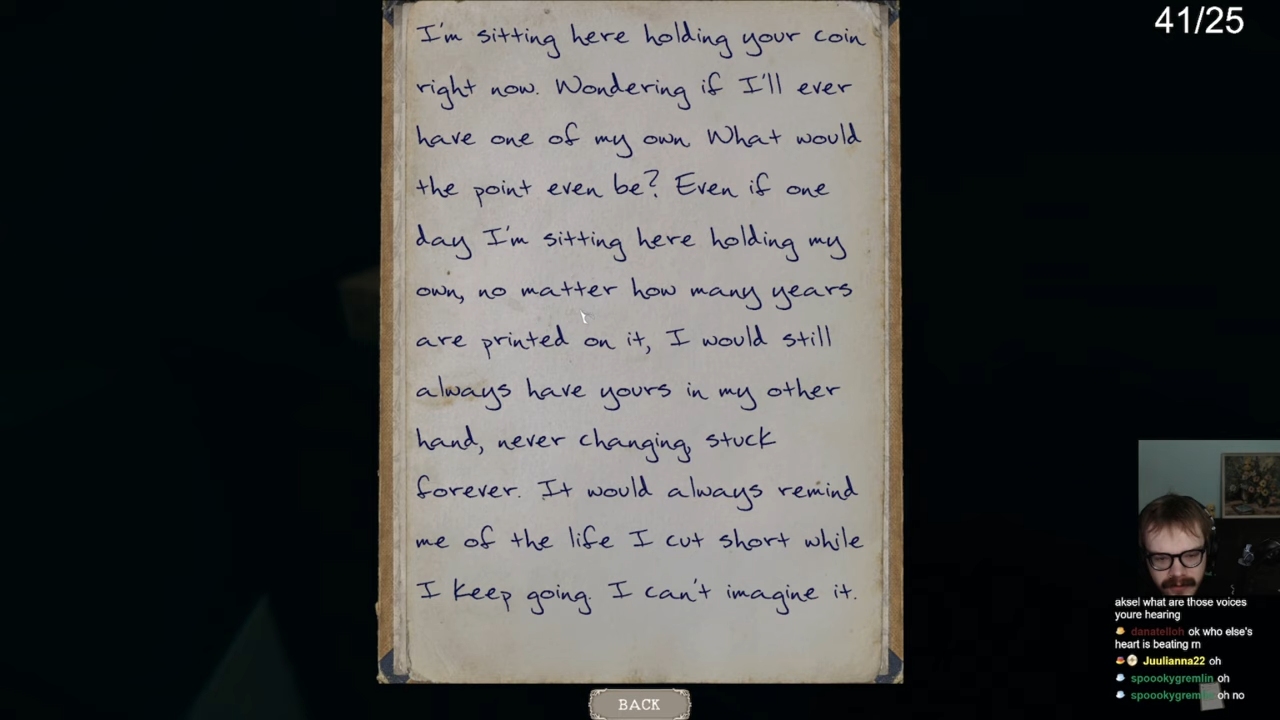 41/25
I'm sitting here holding your coin
right now. Wondering if I'll ever
have one of my own. What would
the point even be? Even if one
day I'm sitting here holding my
own, no matter how many years
are printed on it, I would still
always have yours in my other
hand, never changing, stuck
forever. It would always remind
me of the life I cut short while
I keep going. I can't imagine it.
BACK
aksel what are those voices
youre hearing
danatelloh ok who else's
heart is beating rn
Juulianna22 oh
spoookygremlin oh
spoookygremlin oh no